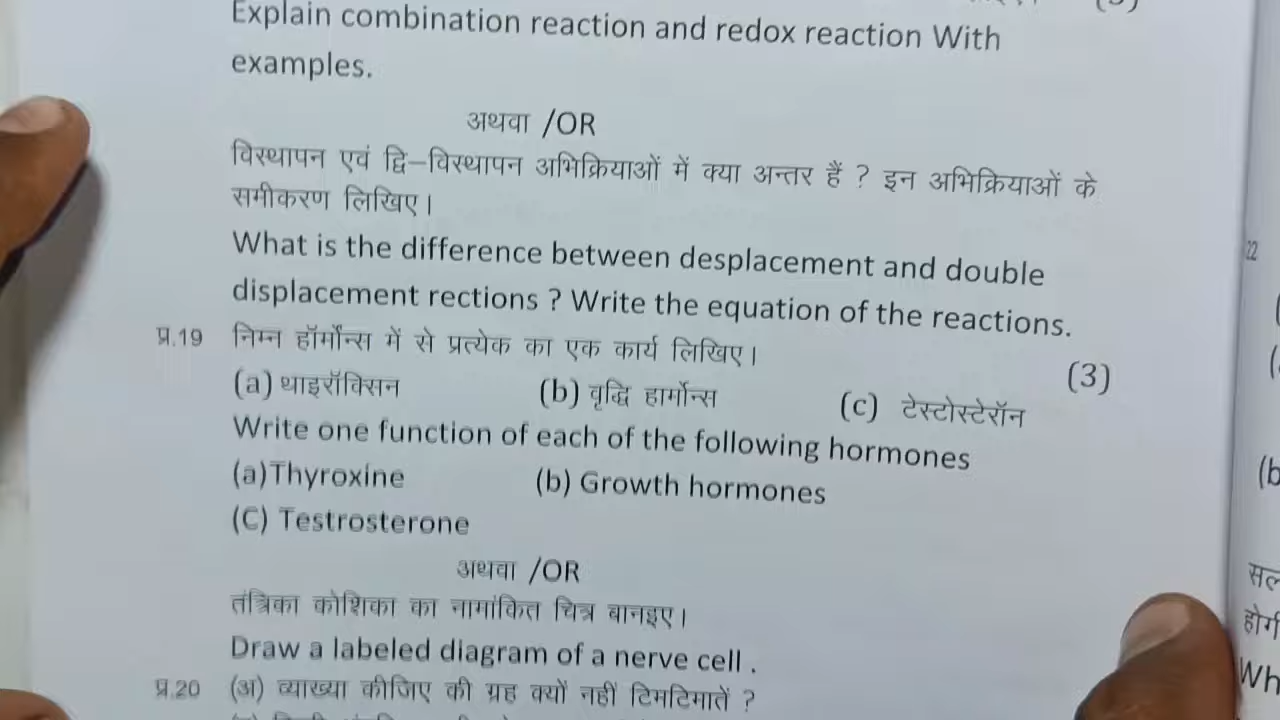 Explain combination reaction and redox reaction With
examples.
अथवा /OR
विस्थापन एवं द्वि–विस्थापन अभिक्रियाओं में क्या अन्तर हैं ? इन अभिक्रियाओं के
समीकरण लिखिए।
What is the difference between desplacement and double
displacement rections ? Write the equation of the reactions.
प्र.19 निम्न हॉर्मोन्स में से प्रत्येक का एक कार्य लिखिए। (3)
(a) थाइरॉक्सिन (b) वृद्धि हार्मोन्स (c) टेस्टोस्टेरॉन
Write one function of each of the following hormones
(a)Thyroxine (b) Growth hormones
(C) Testrosterone
अथवा /OR
तंत्रिका कोशिका का नामांकित चित्र बानइए।
Draw a labeled diagram of a nerve cell .
प्र.20 (अ) व्याख्या कीजिए की ग्रह क्यों नहीं टिमटिमातें ?
22
(b
होगी
Wh